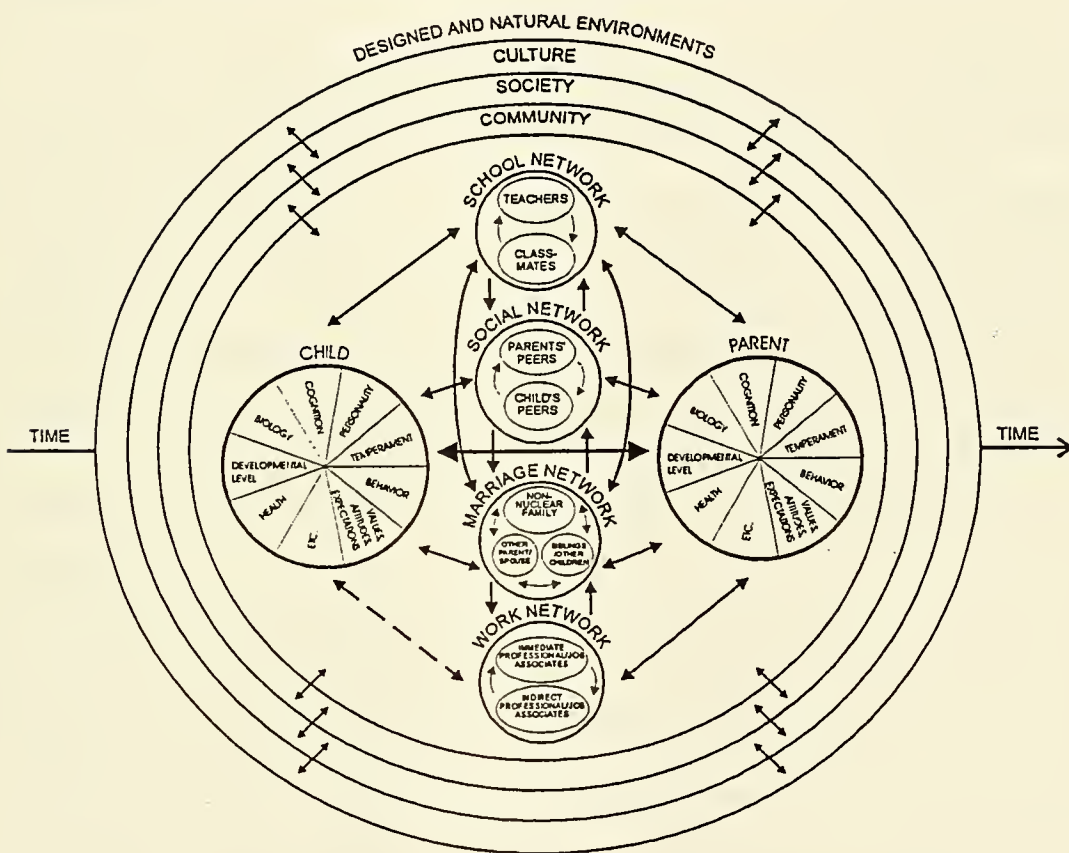 DESIGNED AND NATURAL ENVIRONMENTS
CULTURE
SOCIETY
COMMUNITY
SCHOOL NETWORK
TEACHERS
CLASS-
MATES
SOCIAL NETWORK
PARENTS'
PEERS
CHILD'S
PEERS
CHILD
COGNITION
PERSONALITY
BIOLOGY
TEMPERAMENT
DEVELOPMENTAL
LEVEL
BEHAVIOR
HEALTH
VALUES,
ATTITUDES,
EXPECTATIONS
ETC.
PARENT
COGNITION
PERSONALITY
BIOLOGY
TEMPERAMENT
DEVELOPMENTAL
LEVEL
BEHAVIOR
HEALTH
VALUES,
ATTITUDES,
EXPECTATIONS
ETC.
TIME
TIME
MARRIAGE NETWORK
NON-
NUCLEAR
FAMILY
OTHER
PARENT/
SPOUSE
SIBLINGS
/OTHER
CHILDREN
WORK NETWORK
IMMEDIATE
PROFESSIONAL/JOB
ASSOCIATES
INDIRECT
PROFESSIONAL/JOB
ASSOCIATES